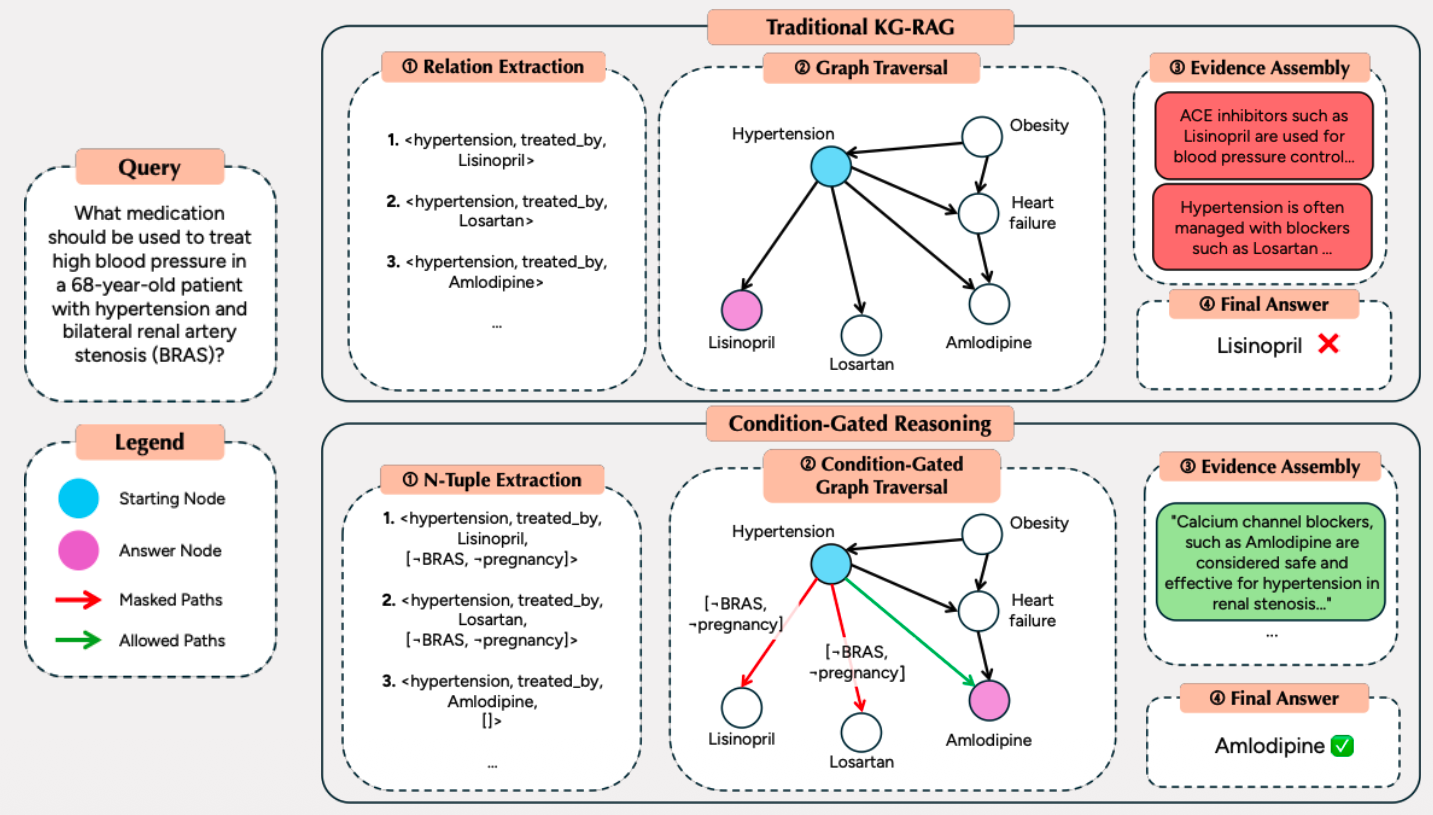 Query
What medication
should be used to treat
high blood pressure in
a 68-year-old patient
with hypertension and
bilateral renal artery
stenosis (BRAS)?
Legend
Starting Node
Answer Node
Masked Paths
Allowed Paths
Traditional KG-RAG
① Relation Extraction
1. <hypertension, treated_by,
Lisinopril>
2. <hypertension, treated_by,
Losartan>
3. <hypertension, treated_by,
Amlodipine>
...
② Graph Traversal
Hypertension
Obesity
Heart
failure
Lisinopril
Losartan
Amlodipine
③ Evidence Assembly
ACE inhibitors such as
Lisinopril are used for
blood pressure control...
Hypertension is often
managed with blockers
such as Losartan ...
④ Final Answer
Lisinopril ❌
Condition-Gated Reasoning
① N-Tuple Extraction
1. <hypertension, treated_by,
Lisinopril,
[¬BRAS, ¬pregnancy]>
2. <hypertension, treated_by,
Losartan,
[¬BRAS, ¬pregnancy]>
3. <hypertension, treated_by,
Amlodipine,
[]>
...
② Condition-Gated
Graph Traversal
Hypertension
Obesity
Heart
failure
[¬BRAS,
¬pregnancy]
[¬BRAS,
¬pregnancy]
Lisinopril
Losartan
Amlodipine
③ Evidence Assembly
"Calcium channel blockers,
such as Amlodipine are
considered safe and
effective for hypertension in
renal stenosis..."
...
④ Final Answer
Amlodipine ✅